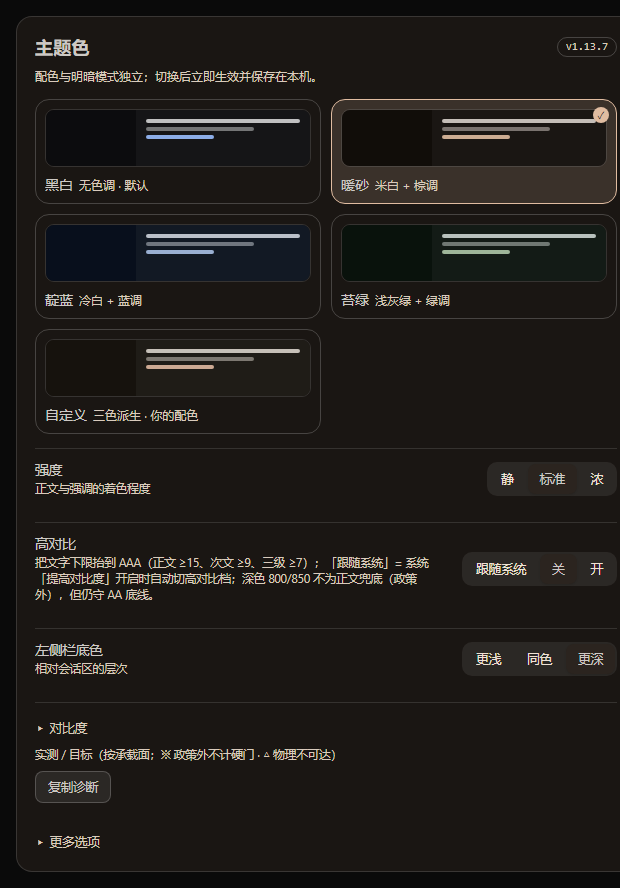 主题色
v1.13.7
配色与明暗模式独立；切换后立即生效并保存在本机。
黑白 无色调 · 默认
暖砂 米白 + 棕调
靛蓝 冷白 + 蓝调
苔绿 浅灰绿 + 绿调
自定义 三色派生 · 你的配色
强度
正文与强调的着色程度
静 标准 浓
高对比
把文字下限抬到 AAA（正文 ≥15、次文 ≥9、三级 ≥7）；「跟随系统」= 系统
「提高对比度」开启时自动切高对比档；深色 800/850 不为正文兜底（政策
外），但仍守 AA 底线。
跟随系统 关 开
左侧栏底色
相对会话区的层次
更浅 同色 更深
▸ 对比度
实测 / 目标（按承载面；※ 政策外不计硬门 · ▵ 物理不可达）
复制诊断
▸ 更多选项